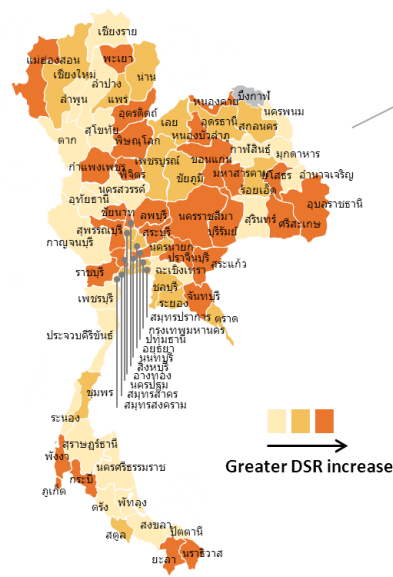 เชียงราย
แม่ฮ่องสอน
พะเยา
เชียงใหม่
น่าน
ลำปาง
ลำพูน
แพร่
อุตรดิตถ์
หนองคาย
บึงกาฬ
เลย
อุดรธานี
นครพนม
สกลนคร
สุโขทัย
หนองบัวลำภู
ตาก
พิษณุโลก
กาฬสินธุ์
มุกดาหาร
กำแพงเพชร
พิจิตร
เพชรบูรณ์
ขอนแก่น
ชัยภูมิ
มหาสารคาม
ยโสธร
อำนาจเจริญ
ร้อยเอ็ด
นครสวรรค์
อุทัยธานี
ชัยนาท
ลพบุรี
นครราชสีมา
สุรินทร์
อุบลราชธานี
สุพรรณบุรี
สระบุรี
บุรีรัมย์
ศรีสะเกษ
กาญจนบุรี
นครนายก
ปราจีนบุรี
สระแก้ว
ราชบุรี
ฉะเชิงเทรา
ชลบุรี
จันทบุรี
เพชรบุรี
ระยอง
ตราด
สมุทรปราการ
กรุงเทพมหานคร
ประจวบคีรีขันธ์
ปทุมธานี
อยุธยา
นนทบุรี
สิงหบุรี
อ่างทอง
นครปฐม
ชุมพร
สมุทรสาคร
สมุทรสงคราม
ระนอง
สุราษฎร์ธานี
พังงา
นครศรีธรรมราช
กระบี่
ภูเก็ต
ตรัง
พัทลุง
สงขลา
สตูล
ปัตตานี
ยะลา
นราธิวาส
Greater DSR increase